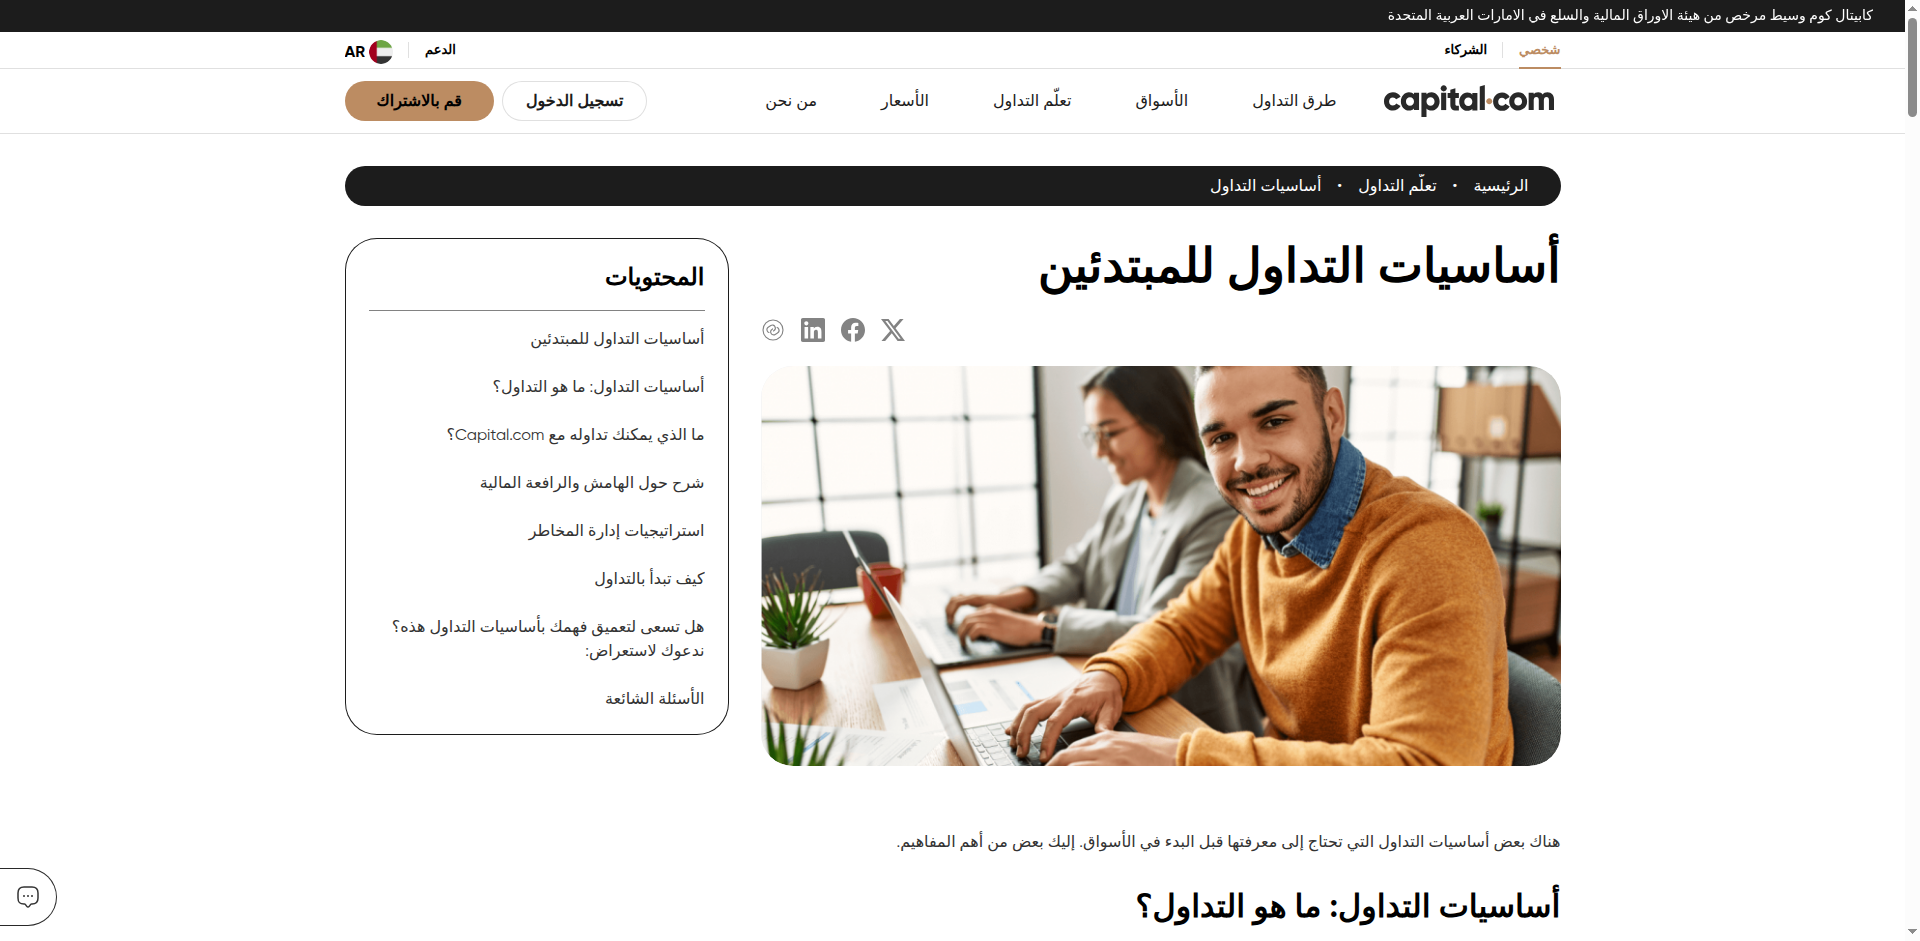 كابيتال كوم وسيط مرخص من هيئة الاوراق المالية والسلع في الامارات العربية المتحدة
شخصي
الشركاء
الدعم
AR
capital.com
طرق التداول
الأسواق
تعلّم التداول
الأسعار
من نحن
تسجيل الدخول
قم بالاشتراك
الرئيسية • تعلّم التداول • أساسيات التداول
أساسيات التداول للمبتدئين
المحتويات
أساسيات التداول للمبتدئين
أساسيات التداول: ما هو التداول؟
ما الذي يمكنك تداوله مع Capital.com؟
شرح حول الهامش والرافعة المالية
استراتيجيات إدارة المخاطر
كيف تبدأ بالتداول
هل تسعى لتعميق فهمك بأساسيات التداول هذه؟
ندعوك لاستعراض:
الأسئلة الشائعة
هناك بعض أساسيات التداول التي تحتاج إلى معرفتها قبل البدء في الأسواق. إليك بعض من أهم المفاهيم.
أساسيات التداول: ما هو التداول؟